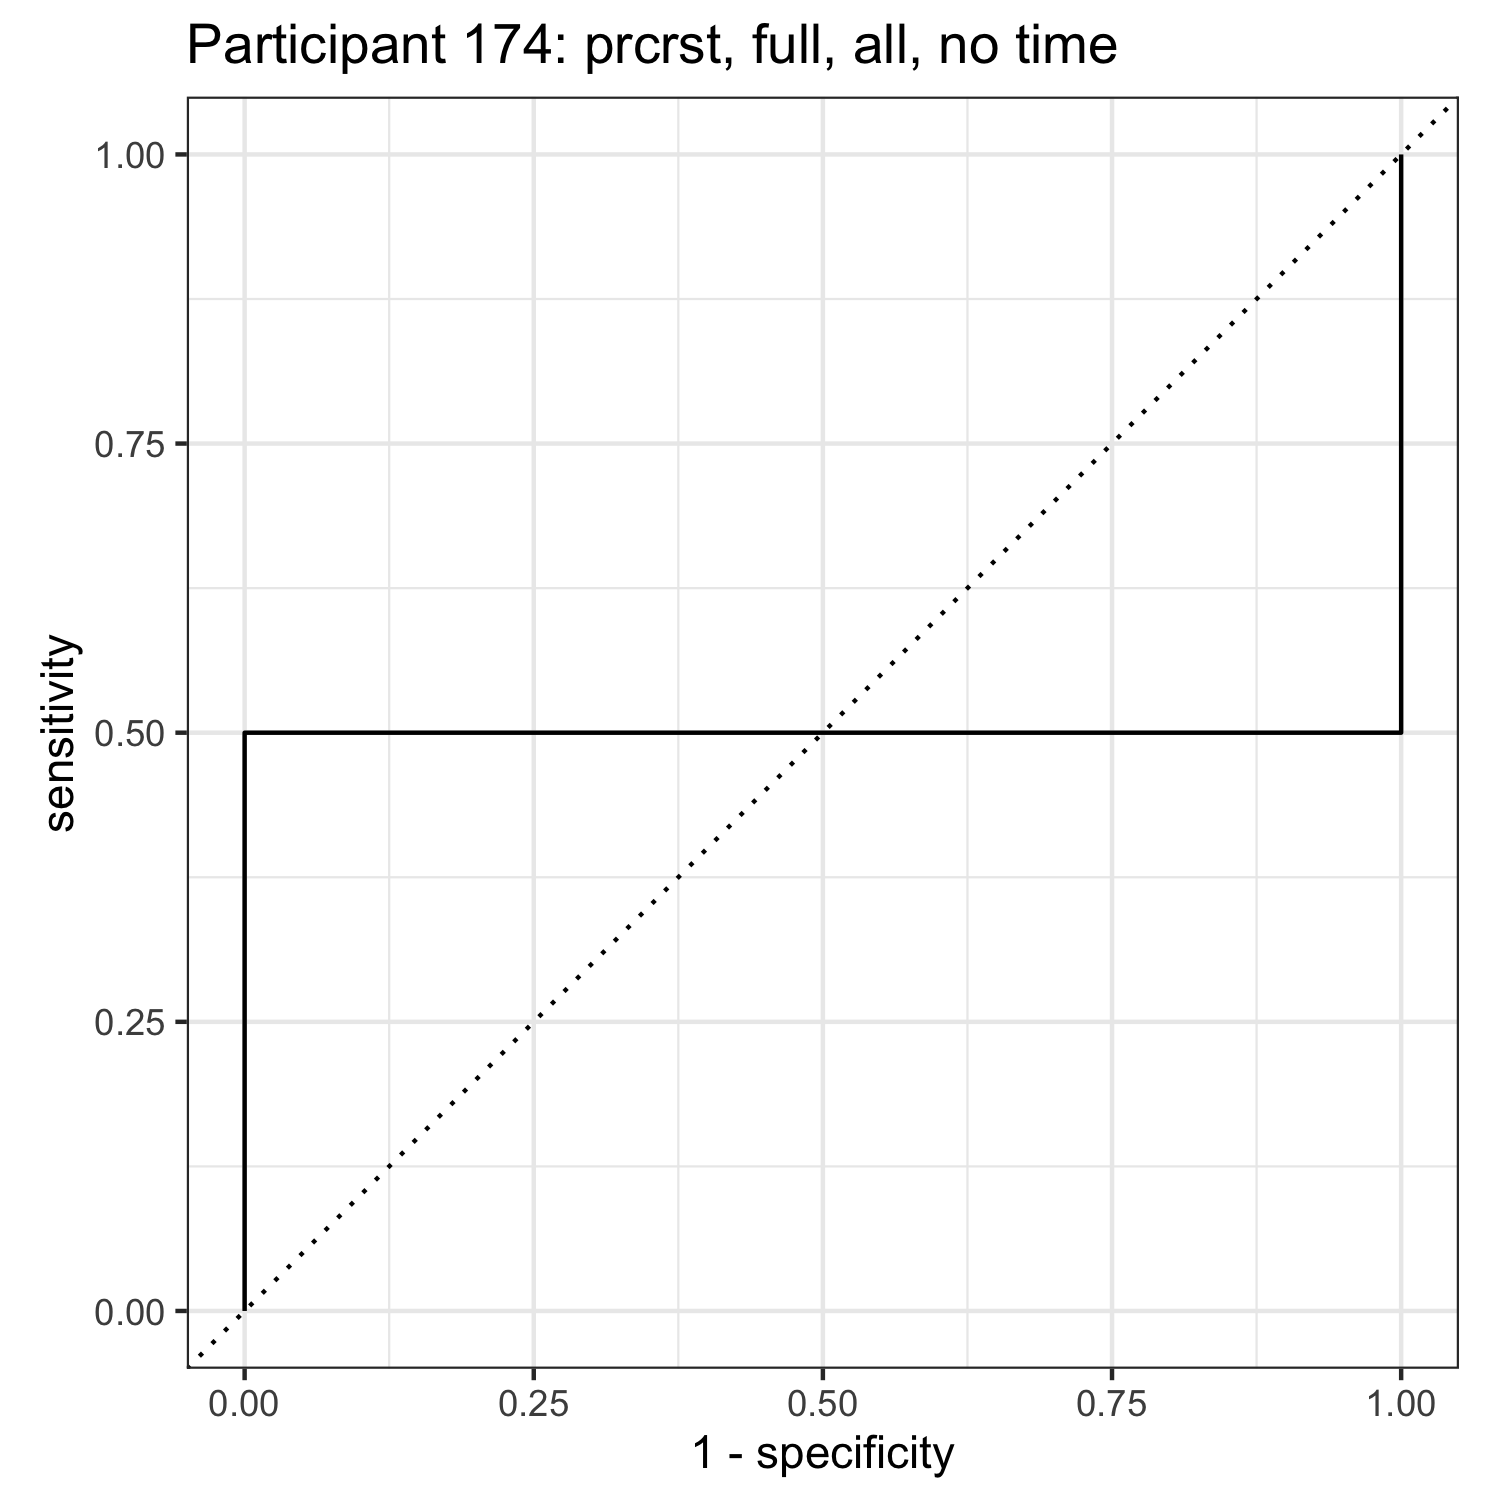 Participant 174: prcrst, full, all, no time
1.00
0.75
0.50
0.25
0.00
sensitivity
0.00 0.25 0.50 0.75 1.00
1 - specificity